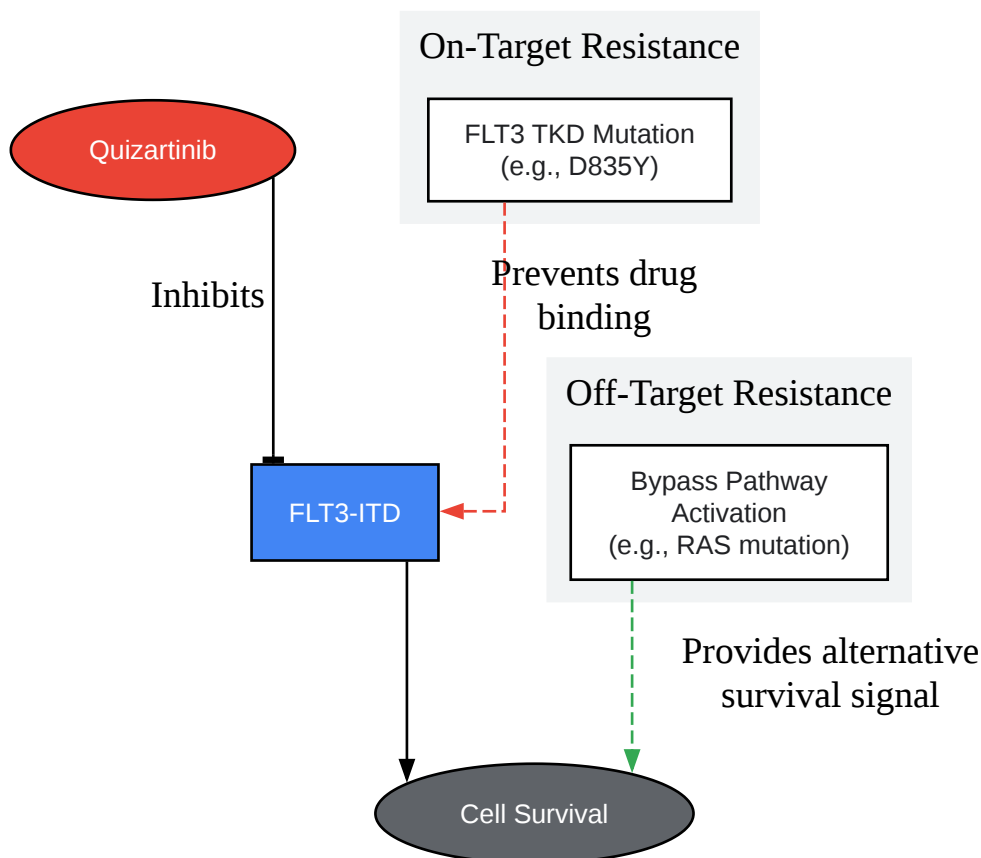 On-Target Resistance
FLT3 TKD Mutation
(e.g., D835Y)
Quizartinib
Inhibits
Prevents drug
binding
Off-Target Resistance
Bypass Pathway
Activation
(e.g., RAS mutation)
FLT3-ITD
Provides alternative
survival signal
Cell Survival